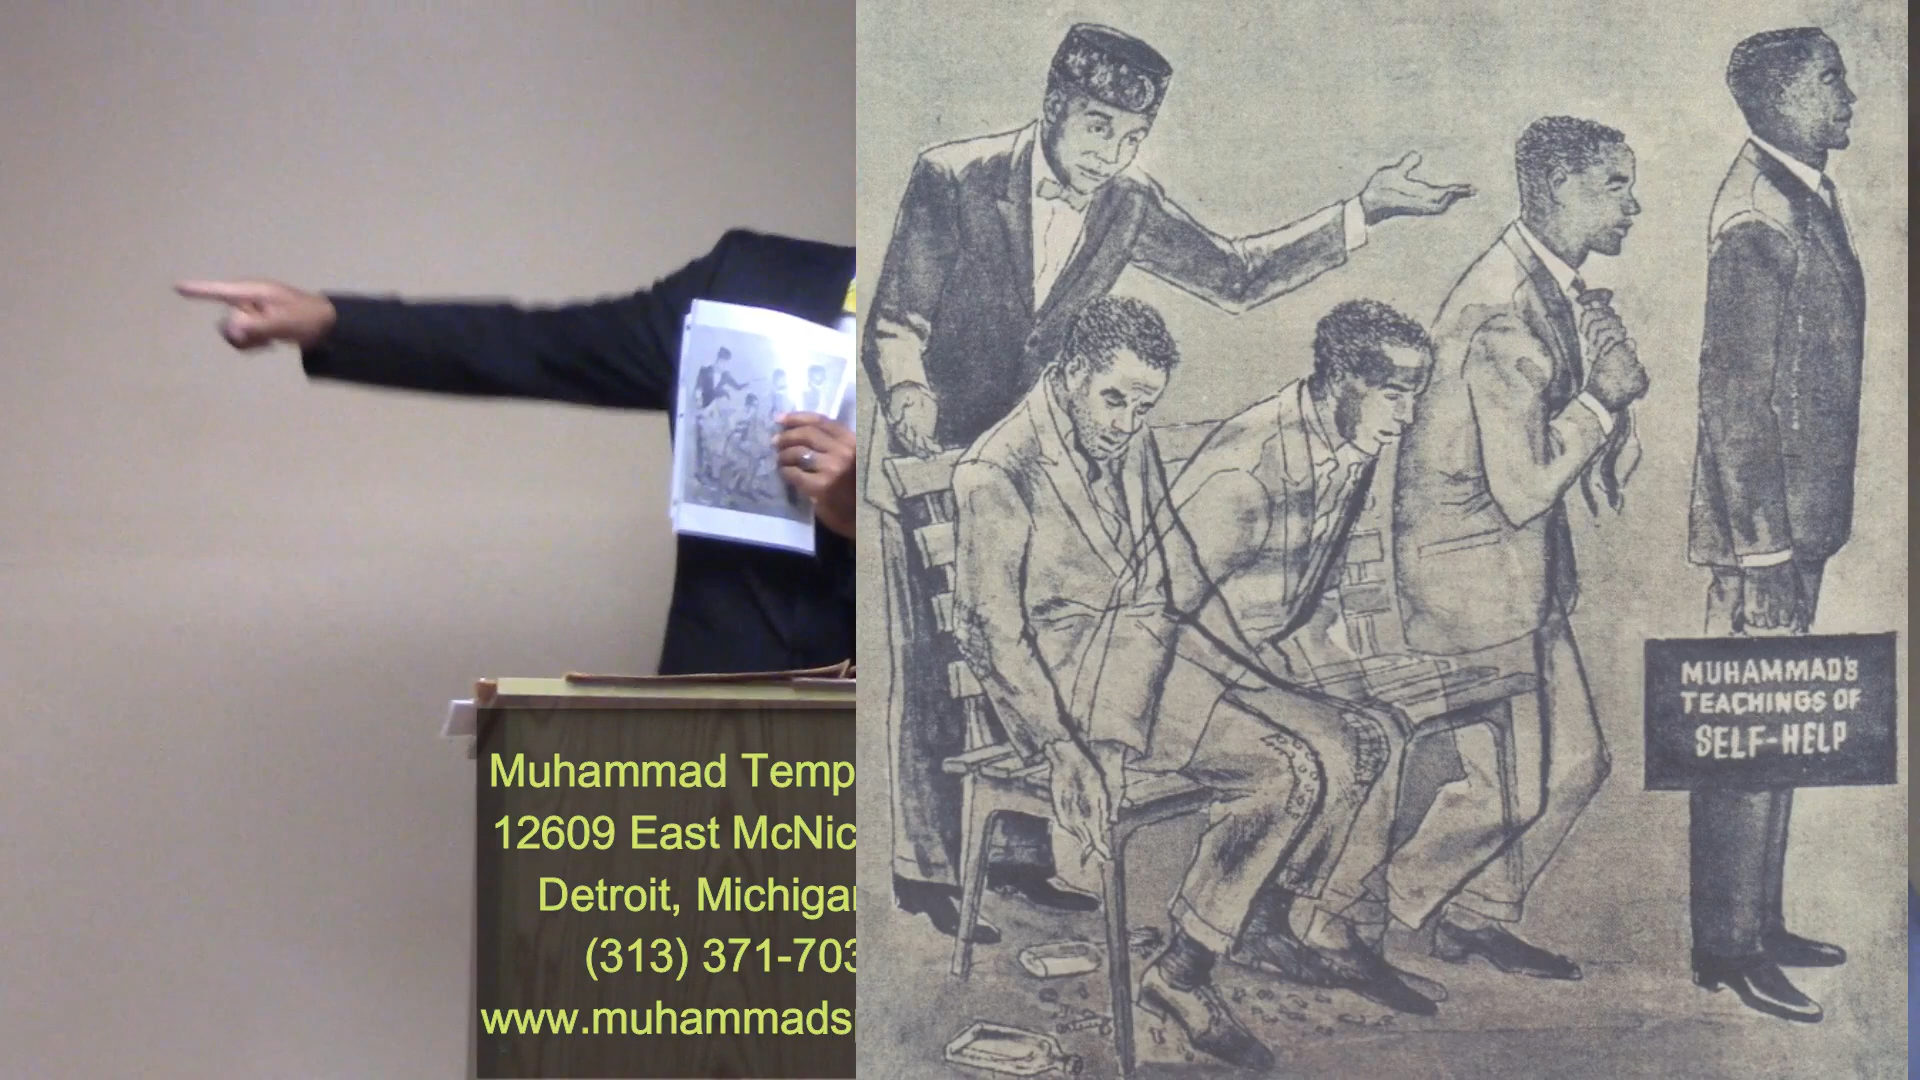 Muhammad Temp
12609 East McNic
Detroit, Michiga
(313) 371-703
www.muhammads
MUHAMMAD'S
TEACHINGS OF
SELF-HELP